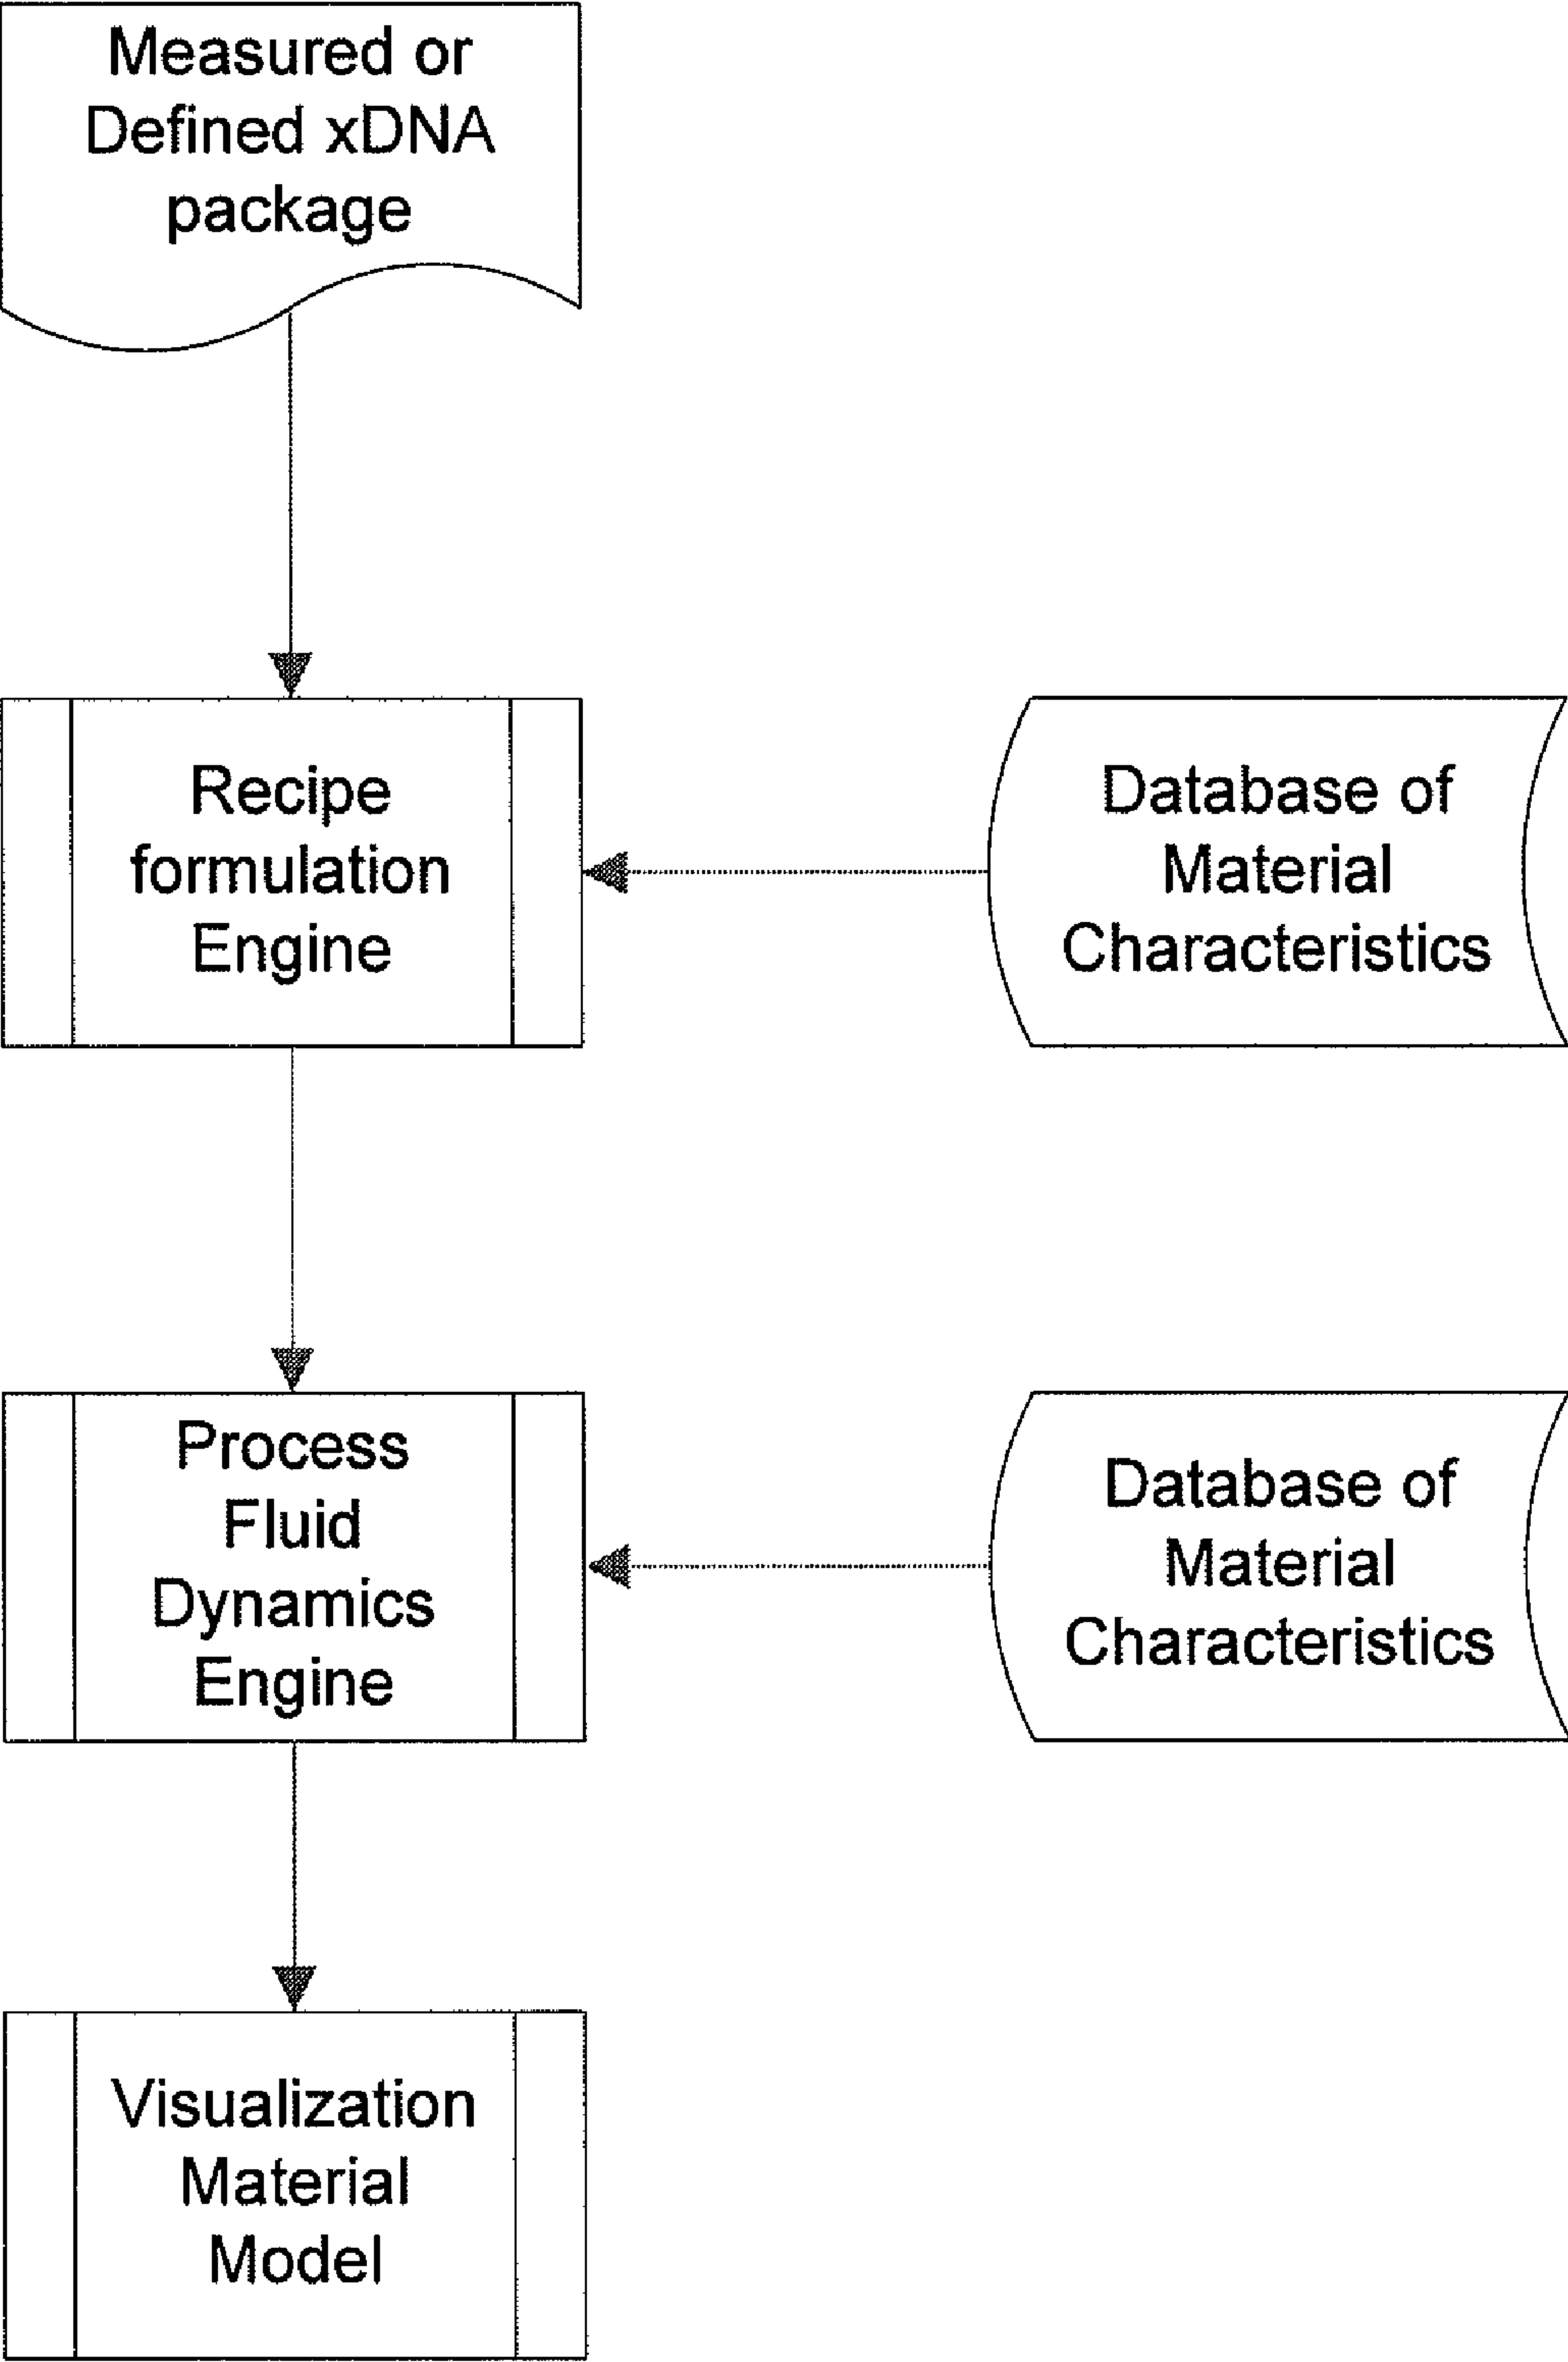 Measured or
Defined xDNA
package
Recipe
formulation
Engine
Database of
Material
Characteristics
Process
Fluid
Dynamics
Engine
Database of
Material
Characteristics
Visualization
Material
Model